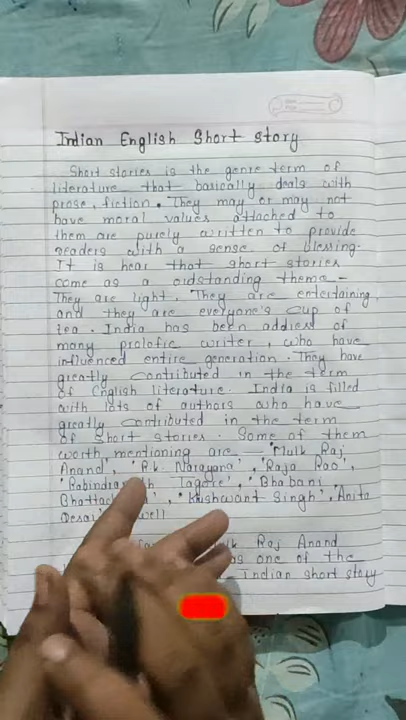 Indian English Short story
Short stories is the genre term of
literature that basically deals with
prose, fiction. They may or may not
have moral values attached to
them are purely written to provide
readers with a sense of blessing.
It is hear that short stories
come as a oidstanding theme -
They are light. They are entertaining,
and they are everyone's cup of
tea. India has been addies of
many prolofic writer, who have
influenced entire generation. They have
greatly contributed in the term
of English literature. India is filled
with lots of authors who have
greatly contributed in the term
of Short stories. Some of them
worth mentioning are - 'Mulk Raj
Anand', 'R.k. Narayana', 'Raja Rao',
Tagore', 'Bhabani
'Khushwant Singh', 'Anita
well
Raj Anand
as one of the
indian short story